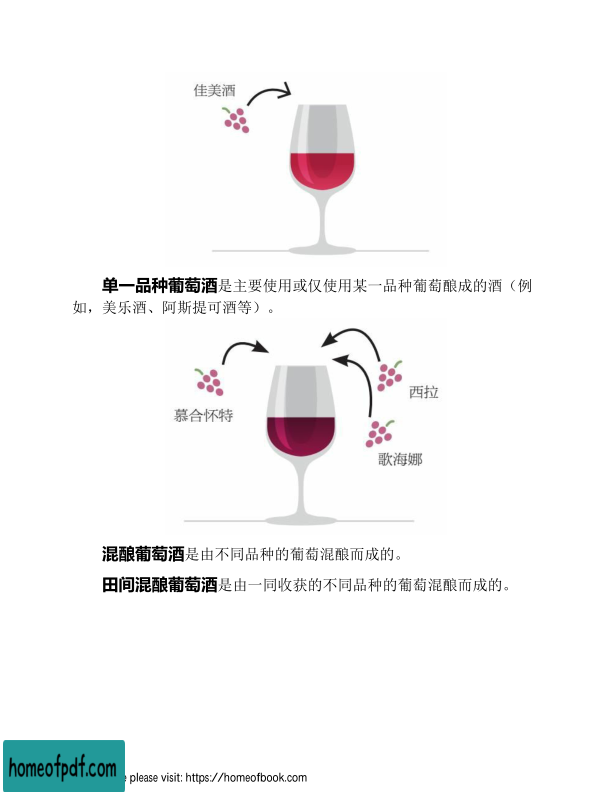 佳美酒
单一品种葡萄酒是主要使用或仅使用某一品种葡萄酿成的酒（例
如，美乐酒、阿斯提可酒等）。
慕合怀特
西拉
歌海娜
混酿葡萄酒是由不同品种的葡萄混酿而成的。
田间混酿葡萄酒是由一同收获的不同品种的葡萄混酿而成的。
homeofpdf.com
please visit: https://homeofbook.com